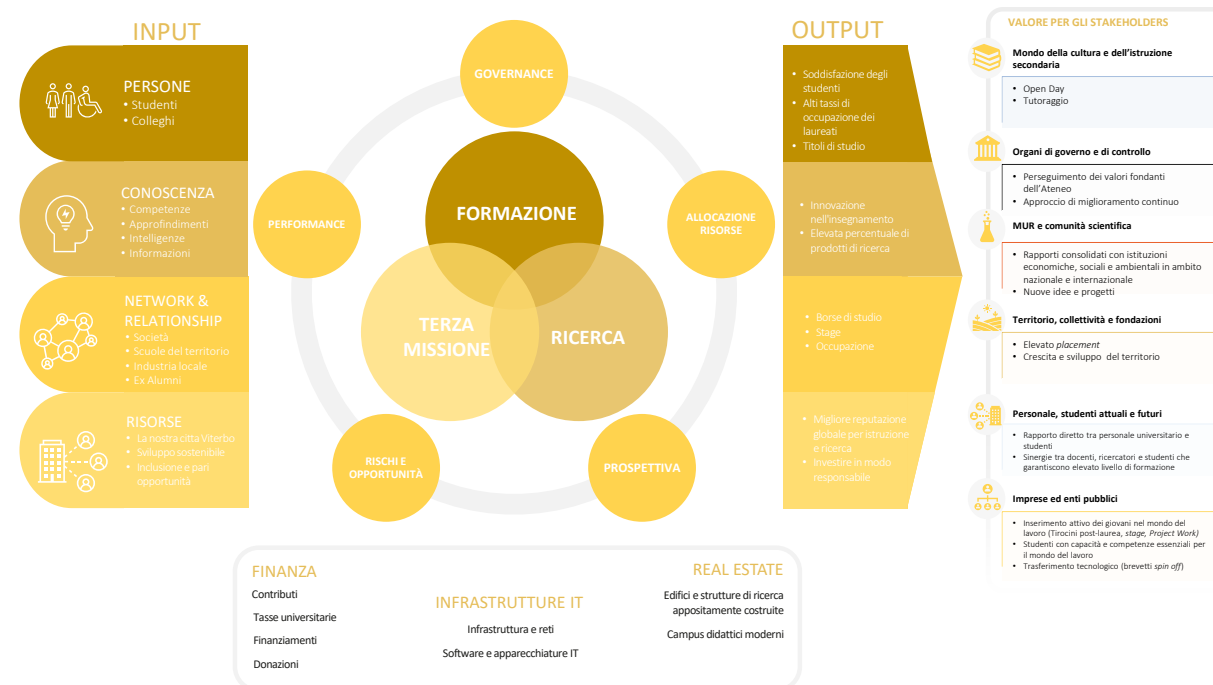 INPUT
PERSONE
• Studenti
• Colleghi
CONOSCENZA
• Competenze
• Approfindimenti
• Intelligenze
• Informazioni
NETWORK &
RELATIONSHIP
• Società
• Scuole del territorio
• Industria locale
• Ex Alumni
RISORSE
• La nostra citta Viterbo
• Sviluppo sostenibile
• Inclusione e pari
opportunità
GOVERNANCE
PERFORMANCE
FORMAZIONE
ALLOCAZIONE
RISORSE
TERZA
MISSIONE
RICERCA
RISCHI E
OPPORTUNITÀ
PROSPETTIVA
OUTPUT
• Soddisfazione degli
studenti
• Alti tassi di
occupazione dei
laureati
• Titoli di studio
• Innovazione
nell'insegnamento
• Elevata percentuale di
prodotti di ricerca
• Borse di studio
• Stage
• Occupazione
• Migliore reputazione
globale per istruzione
e ricerca
• Investire in modo
responsabile
VALORE PER GLI STAKEHOLDERS
Mondo della cultura e dell'istruzione
secondaria
• Open Day
• Tutoraggio
Organi di governo e di controllo
• Perseguimento dei valori fondanti
dell'Ateneo
• Approccio di miglioramento continuo
MUR e comunità scientifica
• Rapporti consolidati con istituzioni
economiche, sociali e ambientali in ambito
nazionale e internazionale
• Nuove idee e progetti
Territorio, collettività e fondazioni
• Elevato placement
• Crescita e sviluppo del territorio
Personale, studenti attuali e futuri
• Rapporto diretto tra personale universitario e
studenti
• Sinergie tra docenti, ricercatori e studenti che
garantiscono elevato livello di formazione
Imprese ed enti pubblici
• Inserimento attivo dei giovani nel mondo del
lavoro (Tirocini post-laurea, stage, Project Work)
• Studenti con capacità e competenze essenziali per
il mondo del lavoro
• Trasferimento tecnologico (brevetti spin off)
FINANZA
Contributi
Tasse universitarie
Finanziamenti
Donazioni
INFRASTRUTTURE IT
Infrastruttura e reti
Software e apparecchiature IT
REAL ESTATE
Edifici e strutture di ricerca
appositamente costruite
Campus didattici moderni